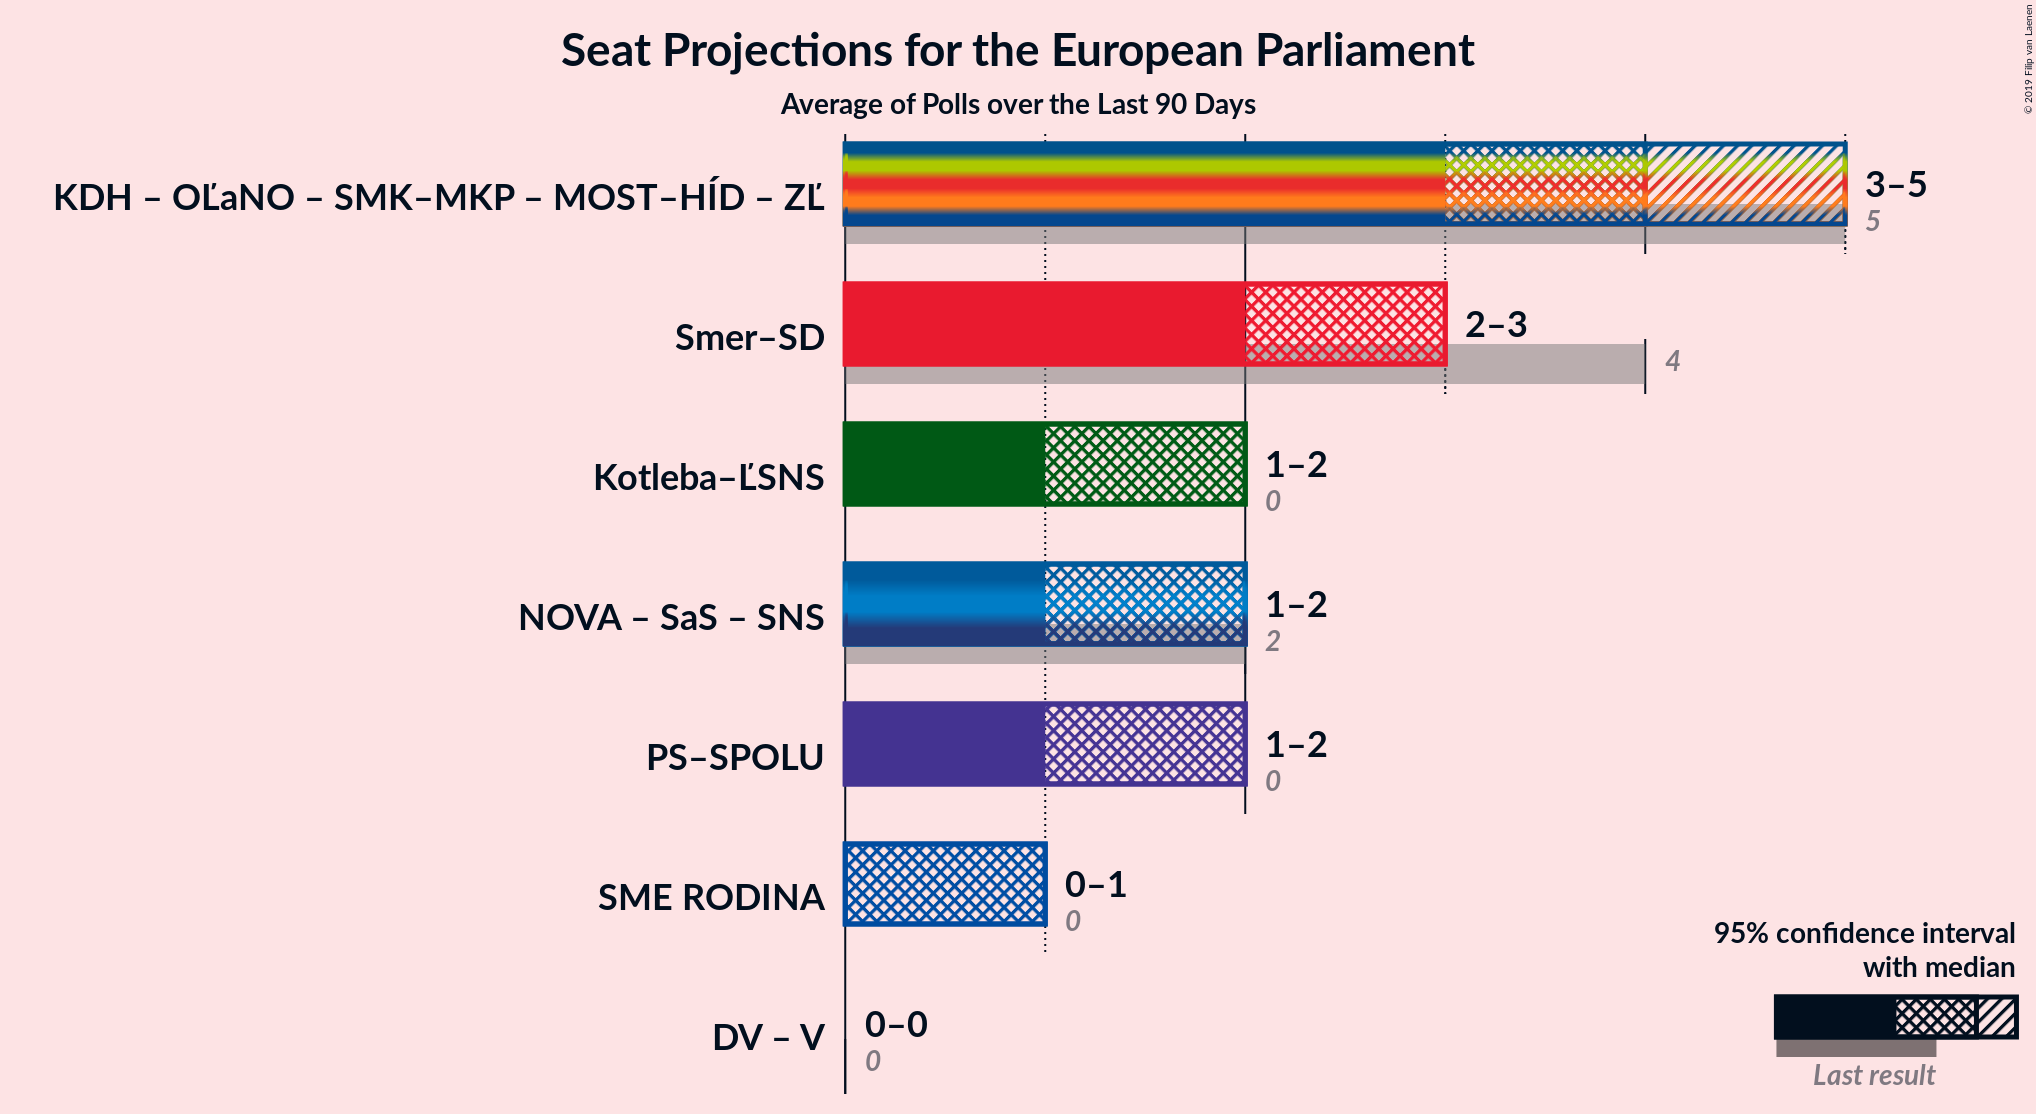 Seat Projections for the European Parliament
Average of Polls over the Last 90 Days
© 2019 Filip van Laenen
KDH – OĽaNO – SMK–MKP – MOST–HÍD – ZĽ
3–5
5
Smer–SD
2–3
4
Kotleba–ĽSNS
1–2
0
NOVA – SaS – SNS
1–2
2
PS–SPOLU
1–2
0
SME RODINA
0–1
0
DV – V
0–0
0
95% confidence interval
with median
Last result